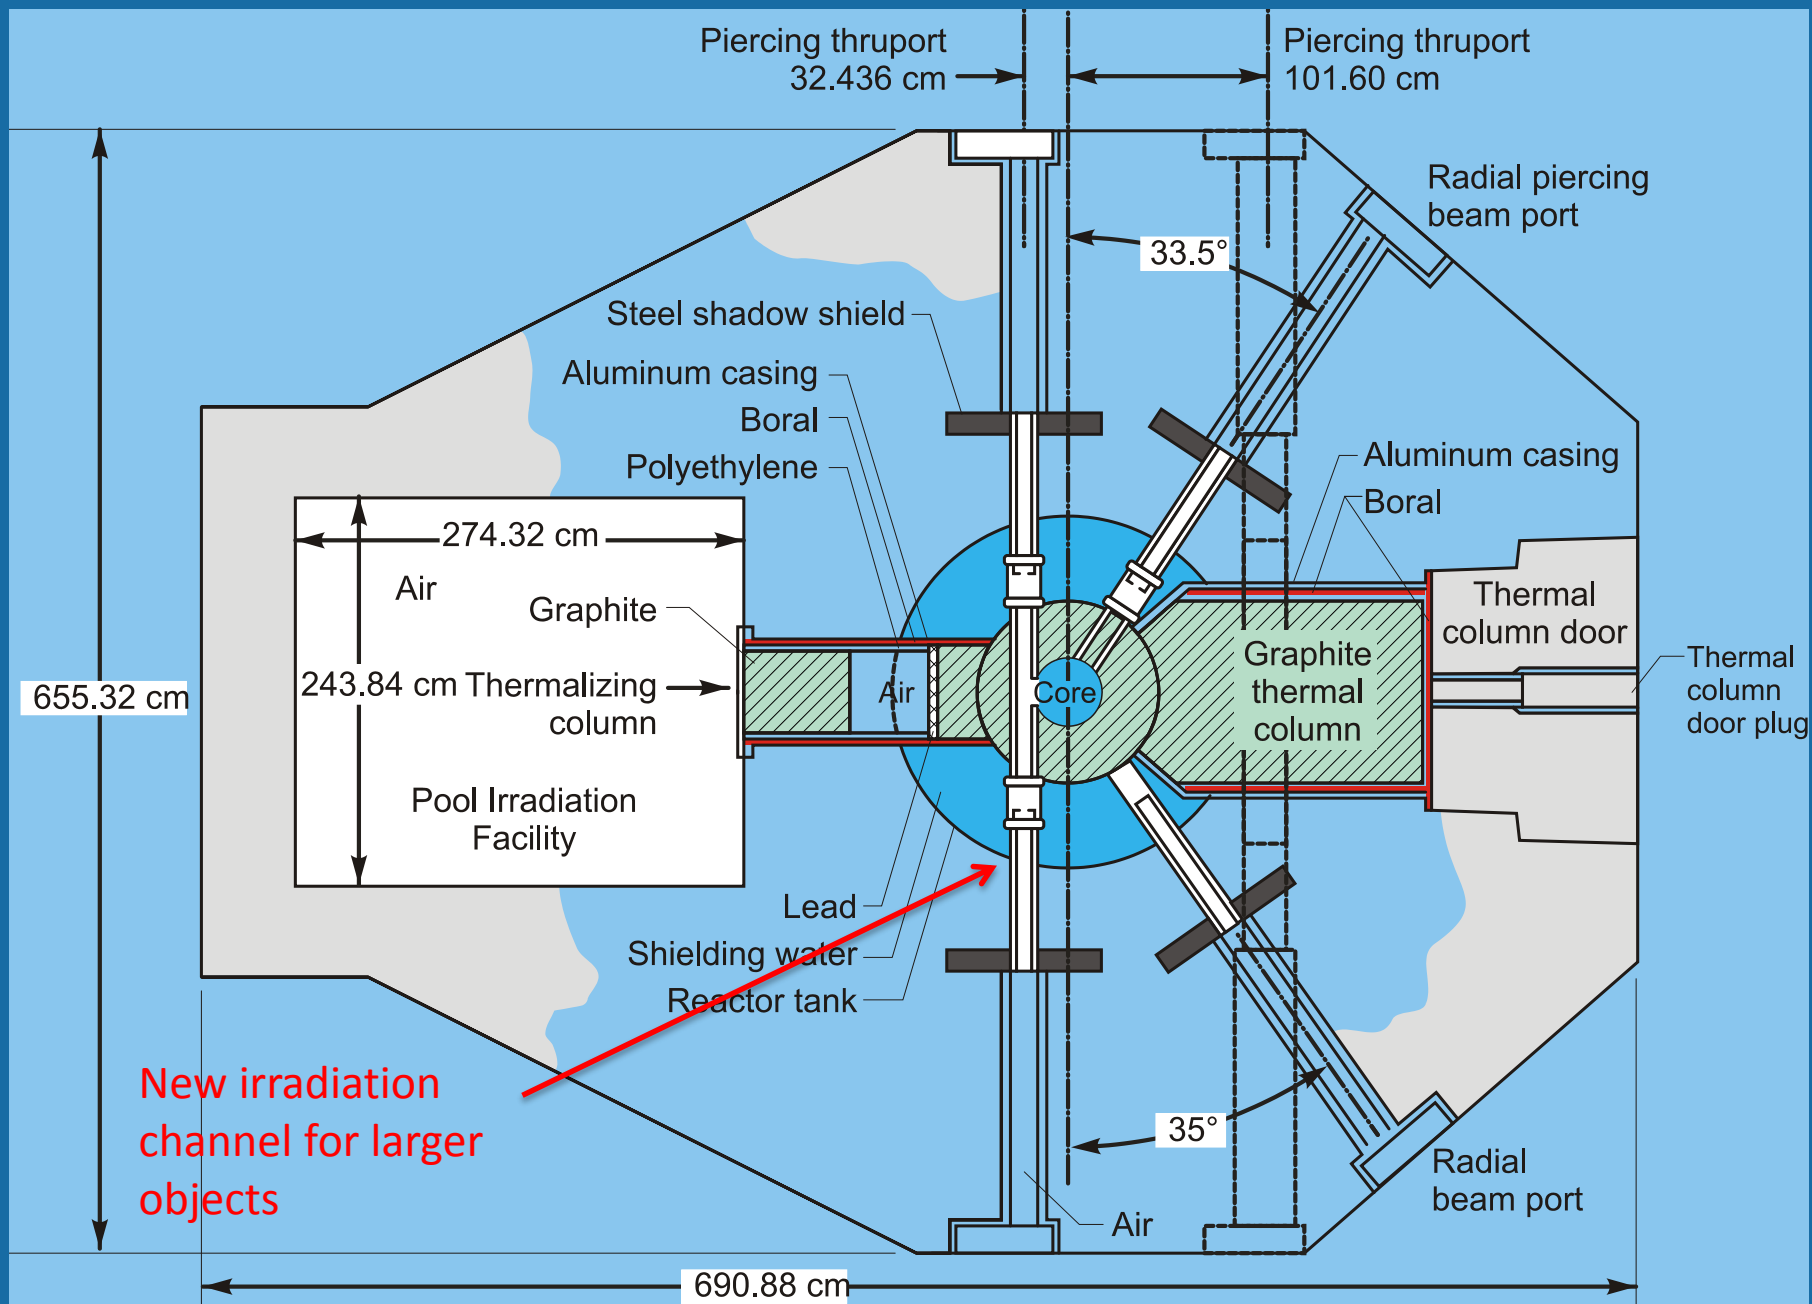 Piercing thruport
32.436 cm
Piercing thruport
101.60 cm
Radial piercing
beam port
33.5°
Steel shadow shield
Aluminum casing
Boral
Polyethylene
Aluminum casing
Boral
274.32 cm
Air
Graphite
243.84 cm
Thermalizing
column
Air
Core
Graphite
thermal
column
Thermal
column door
Thermal
column
door plug
655.32 cm
Pool Irradiation
Facility
Lead
Shielding water
Reactor tank
New irradiation
channel for larger
objects
35°
Radial
beam port
Air
690.88 cm